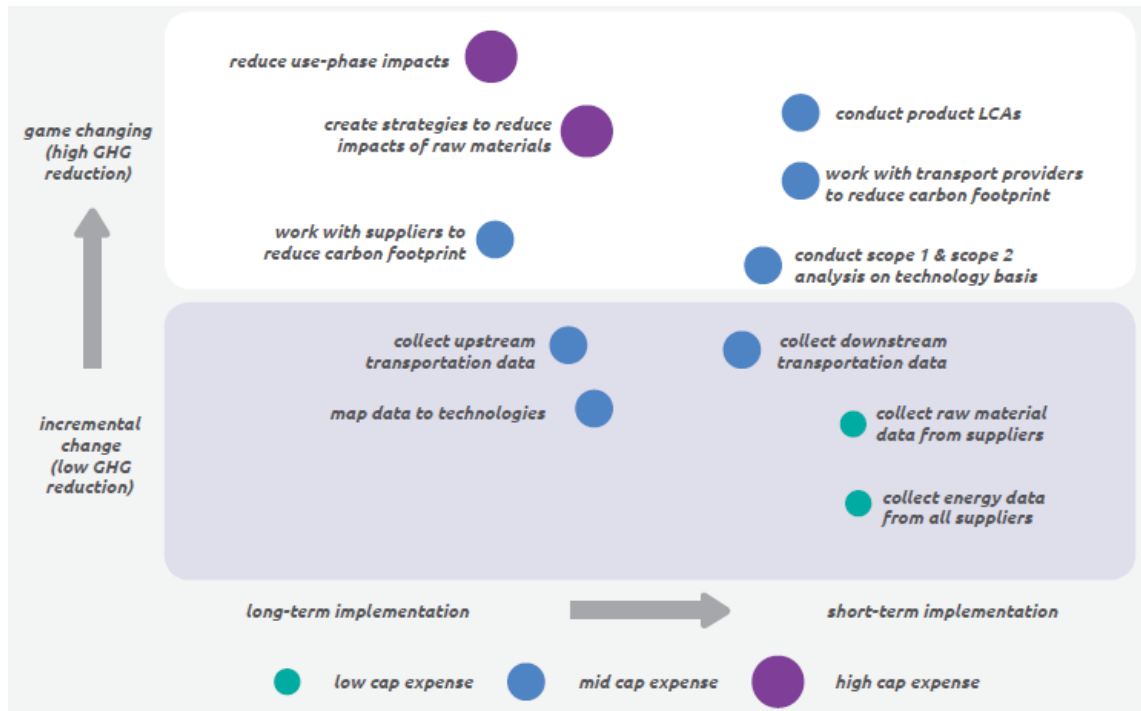 reduce use-phase impacts
create strategies to reduce
impacts of raw materials
conduct product LCAs
game changing
(high GHG
reduction)
work with transport providers
to reduce carbon footprint
work with suppliers to
reduce carbon footprint
conduct scope 1 & scope 2
analysis on technology basis
collect upstream
transportation data
collect downstream
transportation data
map data to technologies
collect raw material
data from suppliers
incremental
change
(low GHG
reduction)
collect energy data
from all suppliers
long-term implementation
short-term implementation
low cap expense
mid cap expense
high cap expense